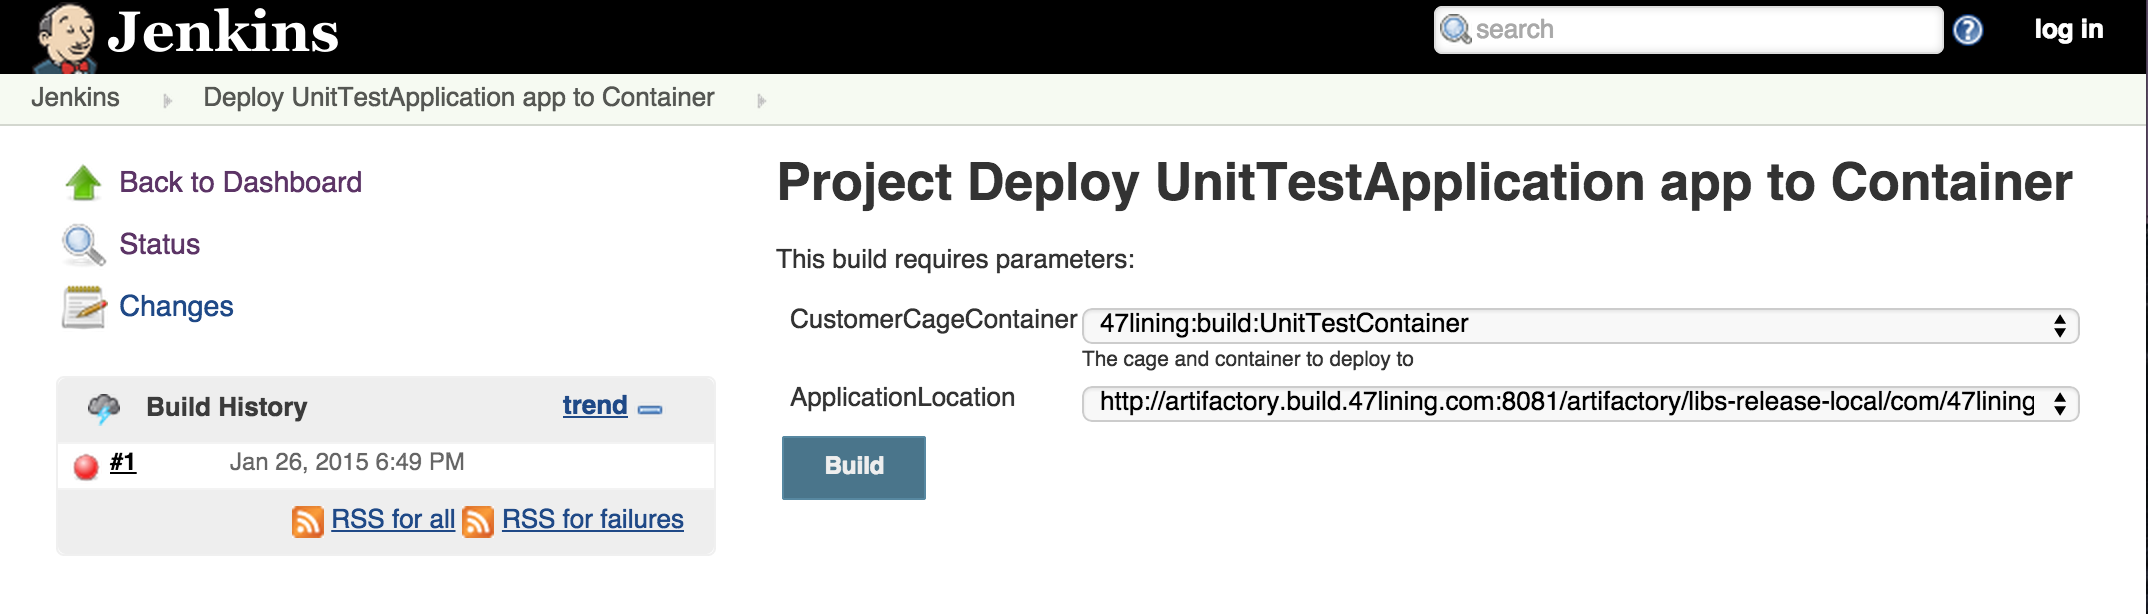 Jenkins
search
?
log in
Jenkins
Deploy UnitTestApplication app to Container
Back to Dashboard
Status
Changes
Build History
trend
#1
Jan 26, 2015 6:49 PM
RSS for all
RSS for failures
Project Deploy UnitTestApplication app to Container
This build requires parameters:
CustomerCageContainer
47lining:build:UnitTestContainer
The cage and container to deploy to
ApplicationLocation
http://artifactory.build.47lining.com:8081/artifactory/libs-release-local/com/47lining
Build